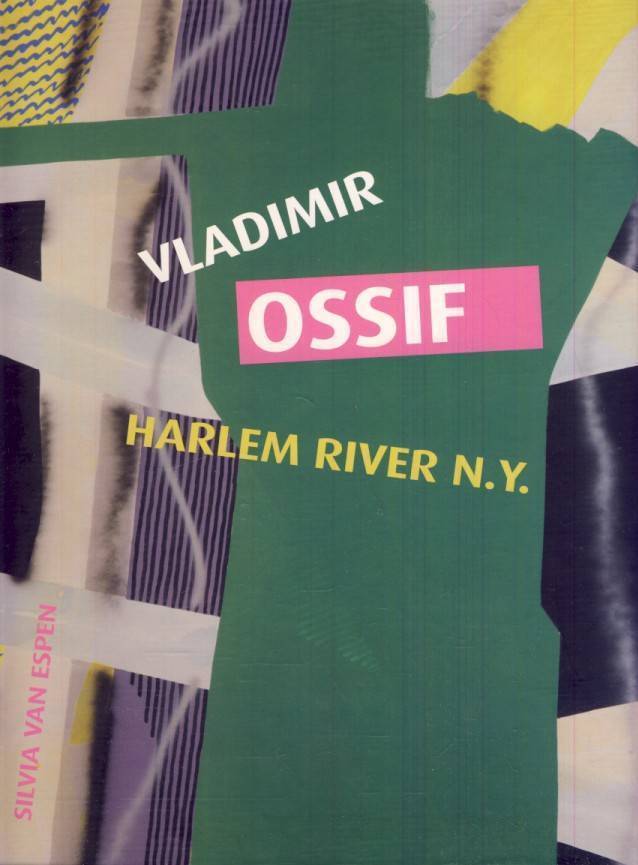 VLADIMIR
OSSIF
HARLEM RIVER N.Y.
SILVIA VAN ESPEN